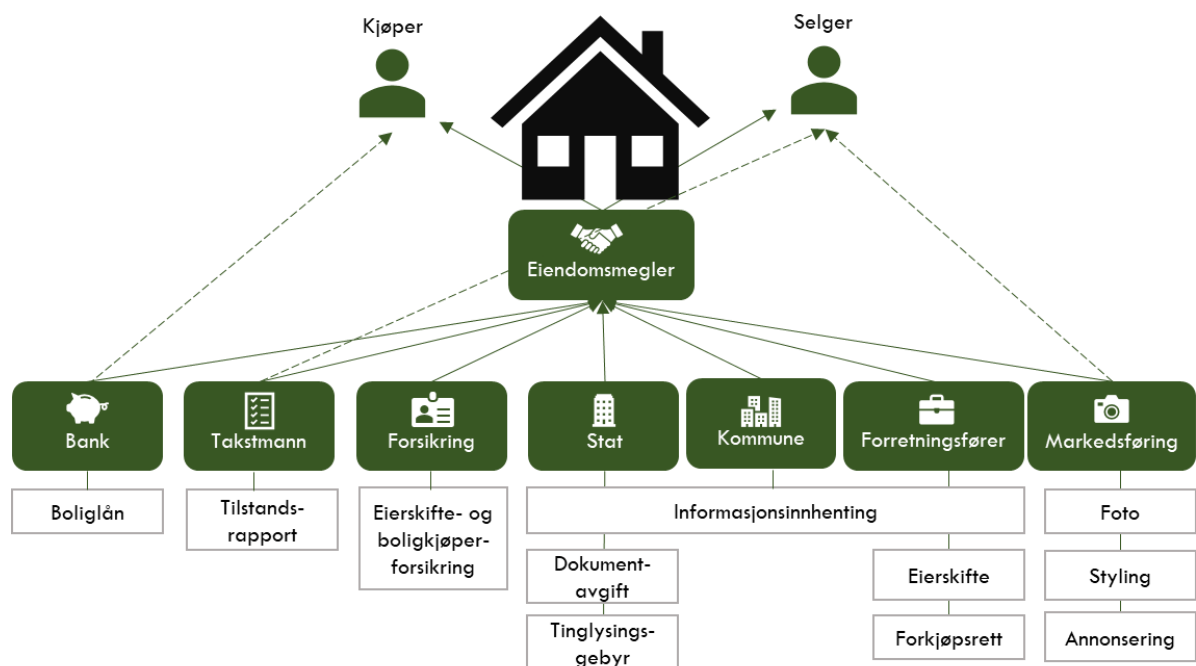 Kjøper
Selger
Eiendomsmegler
Bank
Takstmann
Forsikring
Stat
Kommune
Forretningsfører
Markedsføring
Boliglån
Tilstands-
rapport
Eierskifte- og
boligkjøper-
forsikring
Informasjonsinnhenting
Foto
Dokument-
avgift
Eierskifte
Styling
Tinglysings-
gebyr
Forkjøpsrett
Annonsering